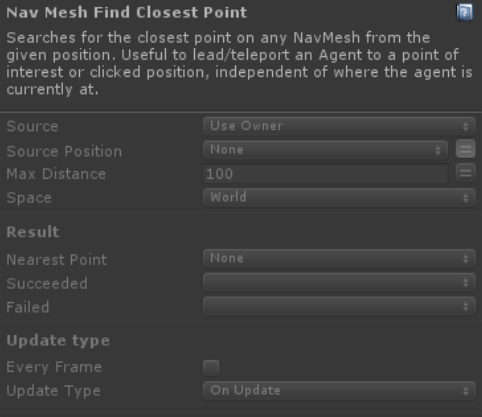 Nav Mesh Find Closest Point
Searches for the closest point on any NavMesh from the
given position. Useful to lead/teleport an Agent to a point of
interest or clicked position, independent of where the agent is
currently at.
Source Use Owner
Source Position None
Max Distance 100
Space World
Result
Nearest Point None
Succeeded
Failed
Update type
Every Frame
Update Type On Update